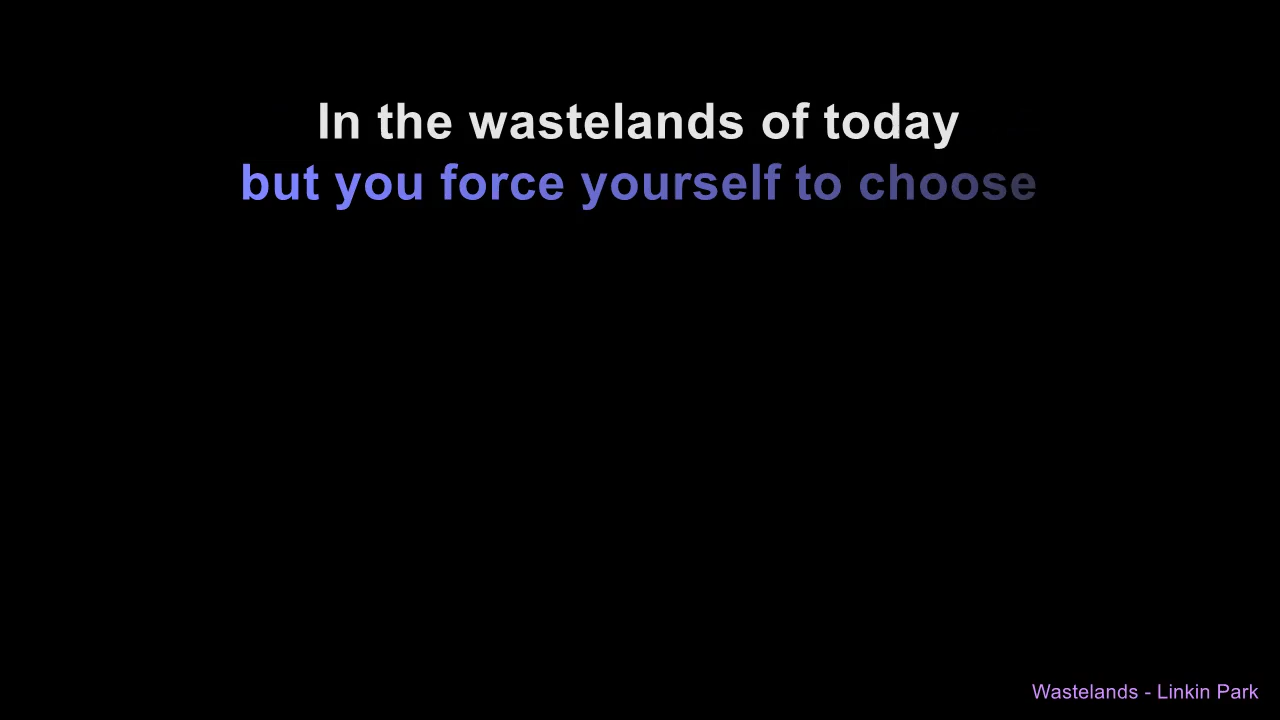 In the wastelands of today
but you force yourself to choose
Wastelands - Linkin Park